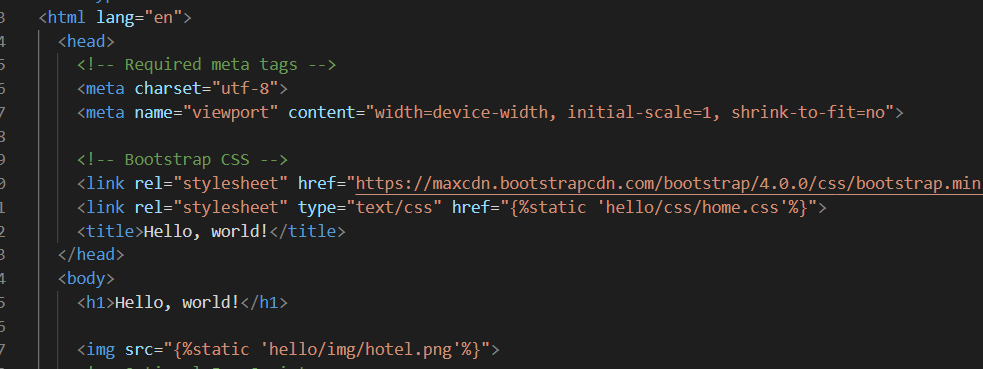 3 <html lang="en">
4 <head>
5 <!-- Required meta tags -->
6 <meta charset="utf-8">
7 <meta name="viewport" content="width=device-width, initial-scale=1, shrink-to-fit=no">
8
9 <!-- Bootstrap CSS -->
0 <link rel="stylesheet" href="https://maxcdn.bootstrapcdn.com/bootstrap/4.0.0/css/bootstrap.min
1 <link rel="stylesheet" type="text/css" href="{%static 'hello/css/home.css'%}">
2 <title>Hello, world!</title>
3 </head>
4 <body>
5 <h1>Hello, world!</h1>
6
7 <img src="{%static 'hello/img/hotel.png'%}">